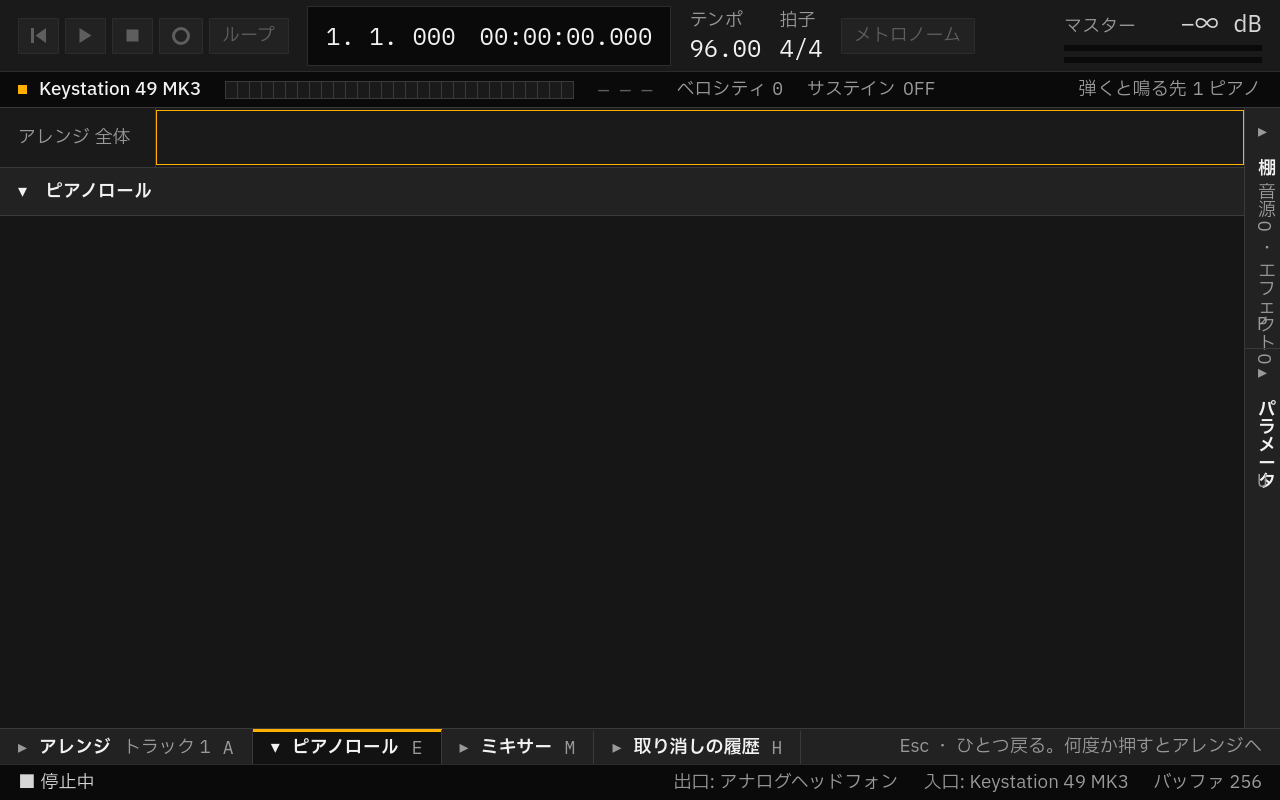 ループ 1. 1. 000 00:00:00.000 テンポ 96.00 拍子 4/4 メトロノーム マスター −∞ dB
Keystation 49 MK3 – – – ベロシティ 0 サステイン OFF 弾くと鳴る先 1 ピアノ
アレンジ 全体
▼ ピアノロール
▶ 棚 音源 0 · エフェクト 0
▶ パラメータ
▶ アレンジ トラック 1 A ▼ ピアノロール E ▶ ミキサー M ▶ 取り消しの履歴 H Esc · ひとつ戻る。何度か押すとアレンジへ
■ 停止中 出口: アナログヘッドフォン 入口: Keystation 49 MK3 バッファ 256